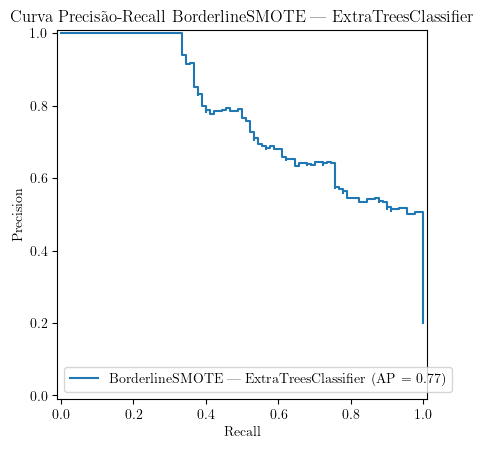 Curva Precisão-Recall BorderlineSMOTE — ExtraTreesClassifier
1.0
0.8
0.6
0.4
0.2
0.0
Precision
BorderlineSMOTE — ExtraTreesClassifier (AP = 0.77)
0.0 0.2 0.4 0.6 0.8 1.0
Recall